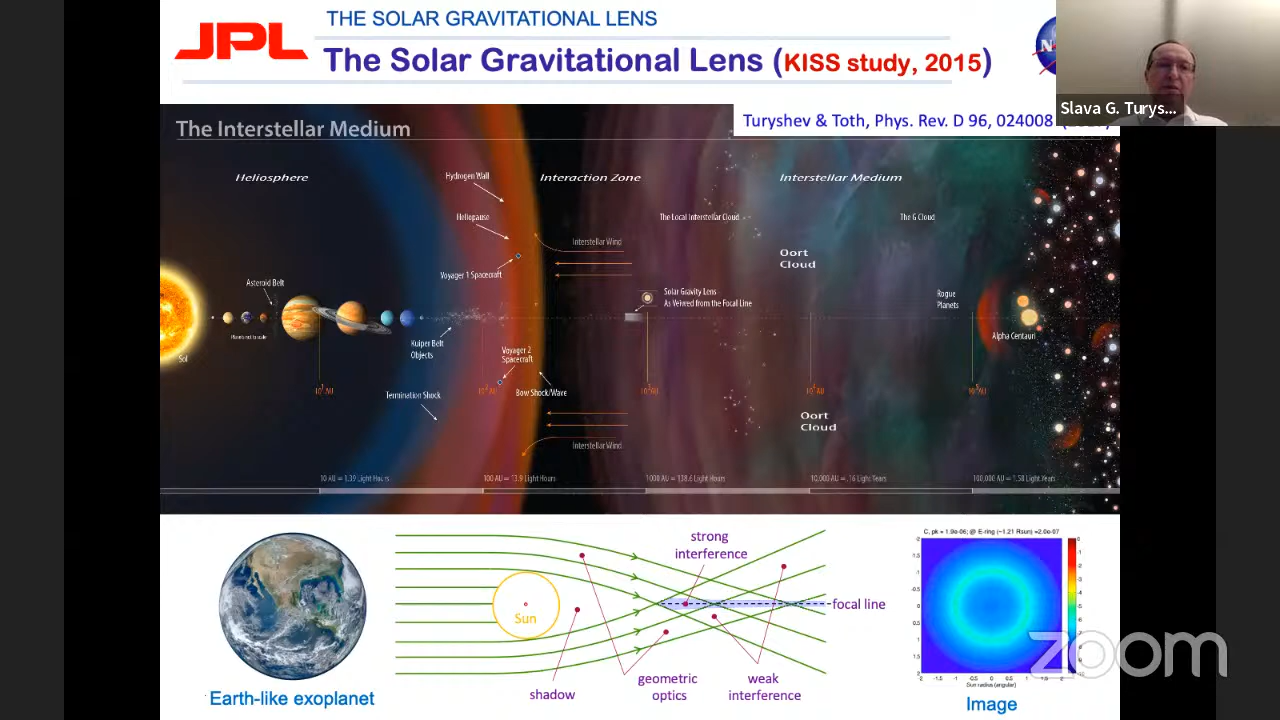 JPL
THE SOLAR GRAVITATIONAL LENS
The Solar Gravitational Lens (KISS study, 2015)
Slava G. Turys...
Turyshev & Toth, Phys. Rev. D 96, 024008
The Interstellar Medium
Heliosphere
Hydrogen Wall
Interaction Zone
Interstellar Medium
Heliopause
The Local Interstellar Cloud
The G Cloud
Interstellar Wind
Oort
Cloud
Voyager 1 Spacecraft
Asteroid Belt
Solar Gravity Lens
As Veiwred from the Focal Line
Rogue
Planets
Alpha Centauri
Sol
Kuiper Belt
Objects
Voyager 2
Spacecraft
Termination Shock
Bow Shock/Wave
Oort
Cloud
Interstellar Wind
10 AU = 1.39 Light Hours
100 AU = 13.9 Light Hours
1000 AU = 138.6 Light Hours
10,000 AU = .16 Light Years
100,000 AU = 1.58 Light Years
strong
interference
focal line
Sun
shadow
geometric
optics
weak
interference
Earth-like exoplanet
Sun radius (angular)
Image
zoom